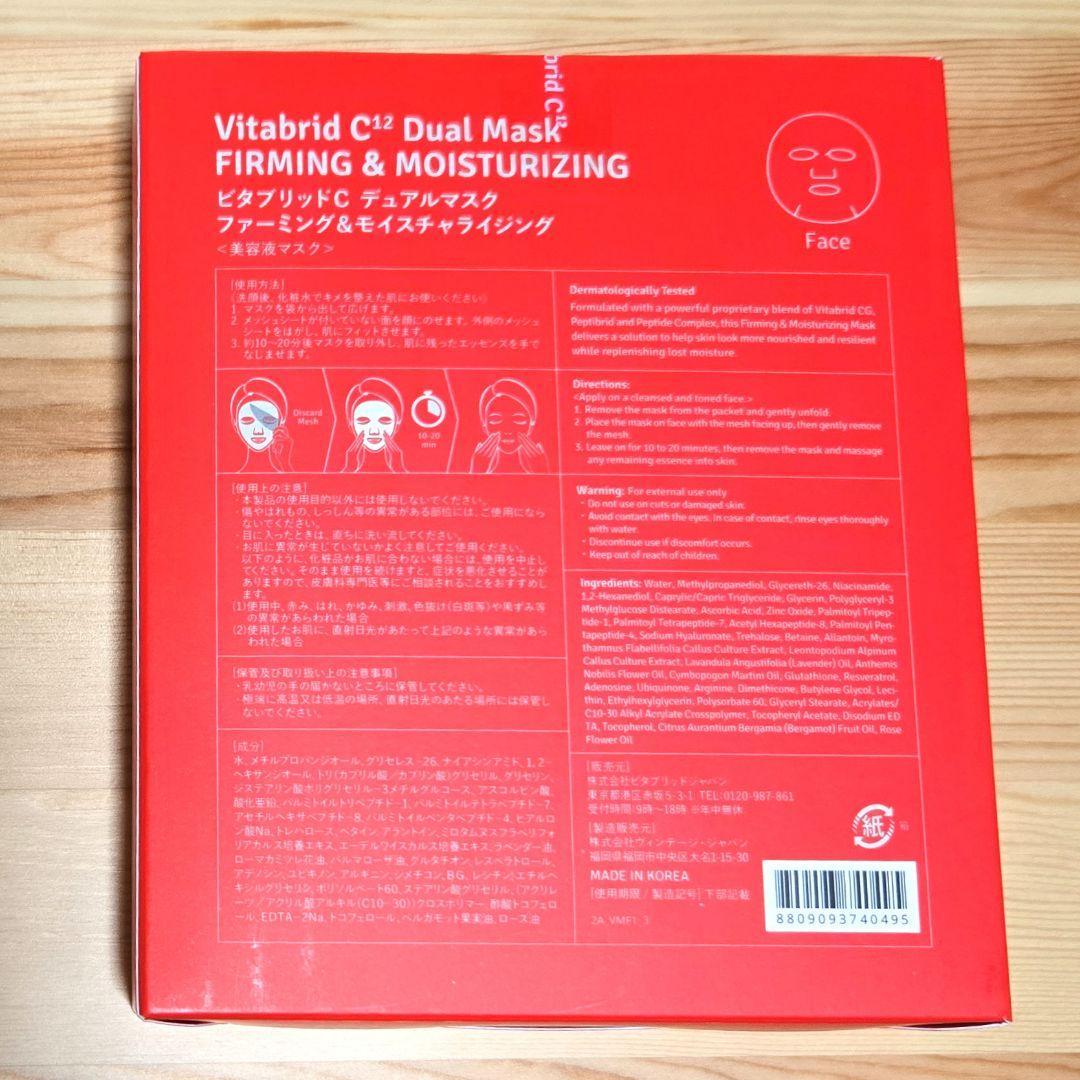 brid C12
Vitabrid C12 Dual Mask
FIRMING & MOISTURIZING
ビタブリッドC デュアルマスク
ファーミング&モイスチャライジング
<美容液マスク>
Face
[使用方法]
(洗顔後、化粧水でキメを整えた肌にお使いください)
1. マスクを袋から出して広げます。
2. メッシュシートが付いていない面を顔にのせます。外側のメッシュ
シートをはがし、肌にフィットさせます。
3. 約10~20分後マスクを取り外し、肌に残ったエッセンスを手で
なじませます。
Discard
Mesh
10-20
min
[使用上の注意]
・本製品の使用目的以外には使用しないでください。
・傷やはれもの、しっしん等の異常がある部位には、ご使用になら
ないでください。
・目に入ったときは、直ちに洗い流してください。
・お肌に異常が生じていないかよく注意してご使用ください。
以下のように、化粧品がお肌に合わない場合には、使用を中止し
てください。そのまま使用を続けますと、症状を悪化させることが
ありますので、皮膚科専門医等にご相談されることをおすすめしま
す。
(1)使用中、赤み、はれ、かゆみ、刺激、色抜け(白斑等)や黒ずみ等
の異常があらわれた場合
(2)使用したお肌に、直射日光があたって上記のような異常があら
われた場合
[保管及び取り扱い上の注意事項]
・乳幼児の手の届かないところに保管してください。
・極端に高温又は低温の場所、直射日光のあたる場所には保管し
ないでください。
[成分]
水、メチルプロパンジオール、グリセレス-26、ナイアシンアミド、1,2-
ヘキサンジオール、トリ(カプリル酸/カプリン酸)グリセリル、グリセリン、
ジステアリン酸ポリグリセリル-3メチルグルコース、アスコルビン酸、
酸化亜鉛、パルミトイルトリペプチド-1、パルミトイルテトラペプチド-7、
アセチルヘキサペプチド-8、パルミトイルペンタペプチド-4、ヒアルロ
ン酸Na、トレハロース、ベタイン、アラントイン、ミロタムヌスフラベリフォ
リアカルス培養エキス、エーデルワイスカルス培養エキス、ラベンダー油、
ローマカミツレ花油、パルマローザ油、グルタチオン、レスベラトロール、
アデノシン、ユビキノン、アルギニン、ジメチコン、BG、レシチン、エチルヘ
キシルグリセリン、ポリソルベート60、ステアリン酸グリセリル、(アクリレ
ーツ/アクリル酸アルキル(C10-30))クロスポリマー、酢酸トコフェロ
ール、EDTA-2Na、トコフェロール、ベルガモット果実油、ローズ油
Dermatologically Tested
Formulated with a powerful proprietary blend of Vitabrid CG,
Peptibrid and Peptide Complex, this Firming & Moisturizing Mask
delivers a solution to help skin look more nourished and resilient
while replenishing lost moisture.
Directions:
<Apply on a cleansed and toned face.>
1. Remove the mask from the packet and gently unfold.
2. Place the mask on face with the mesh facing up, then gently remove
the mesh.
3. Leave on for 10 to 20 minutes, then remove the mask and massage
any remaining essence into skin.
Warning: For external use only
・Do not use on cuts or damaged skin.
・Avoid contact with the eyes. In case of contact, rinse eyes thoroughly
with water.
・Discontinue use if discomfort occurs.
・Keep out of reach of children.
Ingredients: Water, Methylpropanediol, Glycereth-26, Niacinamide,
1,2-Hexanediol, Caprylic/Capric Triglyceride, Glycerin, Polyglyceryl-3
Methylglucose Distearate, Ascorbic Acid, Zinc Oxide, Palmitoyl Tripep-
tide-1, Palmitoyl Tetrapeptide-7, Acetyl Hexapeptide-8, Palmitoyl Pen-
tapeptide-4, Sodium Hyaluronate, Trehalose, Betaine, Allantoin, Myro-
thamnus Flabellifolia Callus Culture Extract, Leontopodium Alpinum
Callus Culture Extract, Lavandula Angustifolia (Lavender) Oil, Anthemis
Nobilis Flower Oil, Cymbopogon Martini Oil, Glutathione, Resveratrol,
Adenosine, Ubiquinone, Arginine, Dimethicone, Butylene Glycol, Leci-
thin, Ethylhexylglycerin, Polysorbate 60, Glyceryl Stearate, Acrylates/
C10-30 Alkyl Acrylate Crosspolymer, Tocopheryl Acetate, Disodium ED
TA, Tocopherol, Citrus Aurantium Bergamia (Bergamot) Fruit Oil, Rose
Flower Oil
[販売元]
株式会社ビタブリッドジャパン
東京都港区赤坂5-3-1 TEL:0120-987-861
受付時間:9時~18時 ※年中無休
[製造販売元]
株式会社ヴィンテージ・ジャパン
福岡県福岡市中央区大名1-15-30
MADE IN KOREA
[使用期限/製造記号] 下部記載
2A-VMF1-3
紙
箱
8809093740495